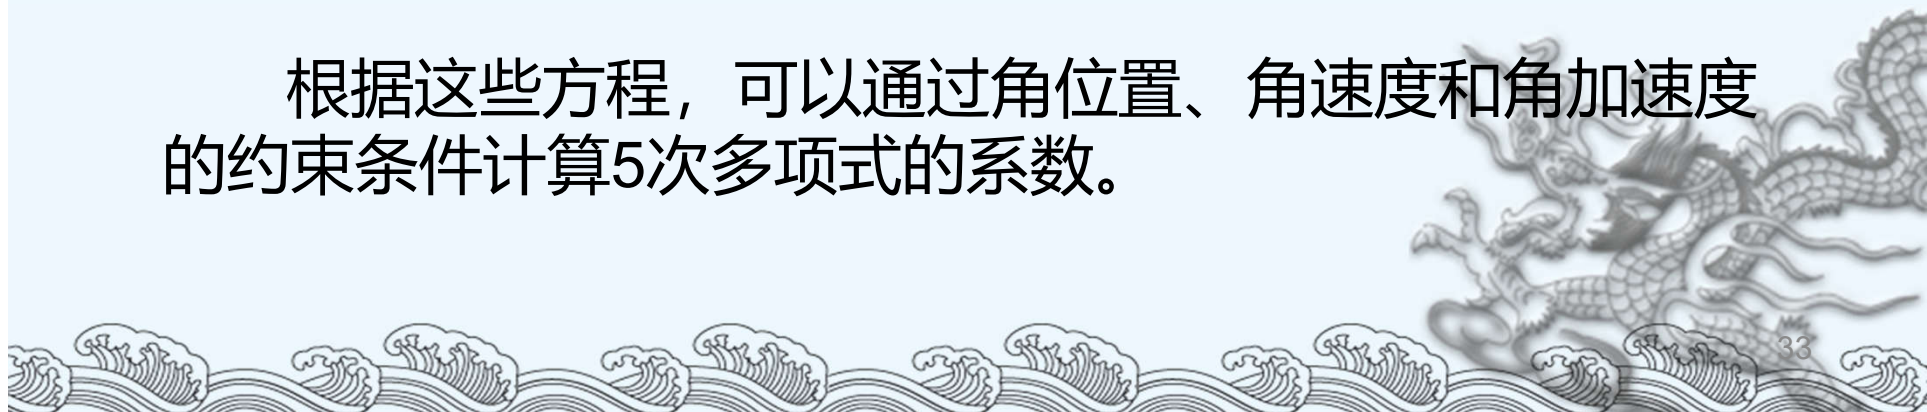 根据这些方程，可以通过角位置、角速度和角加速度
的约束条件计算5次多项式的系数。
33